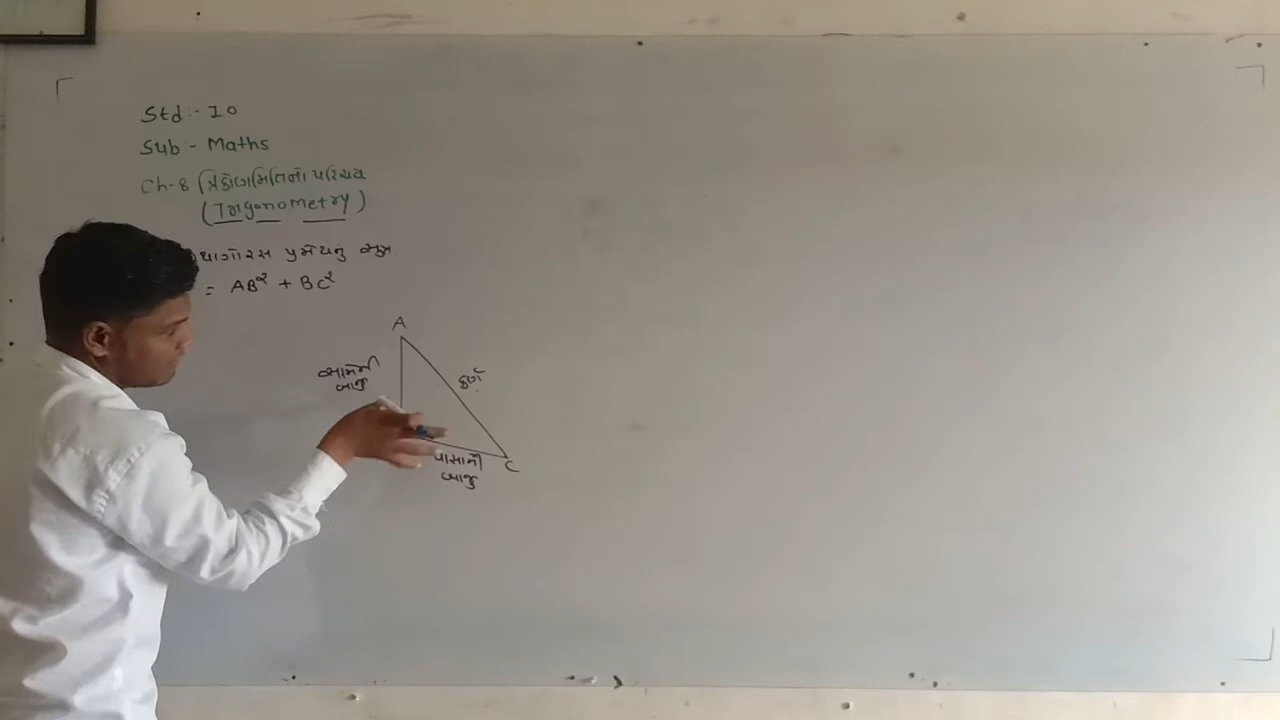 Std :- 10
Sub - Maths
Ch-8 ત્રિકોણમિતિનો પરિચય
(Trigonometry)
પાયથાગોરસ પ્રમેયનું સૂત્ર
= AB² + BC²
A
સામેની
બાજુ
કર્ણ
પાસાની
બાજુ
C